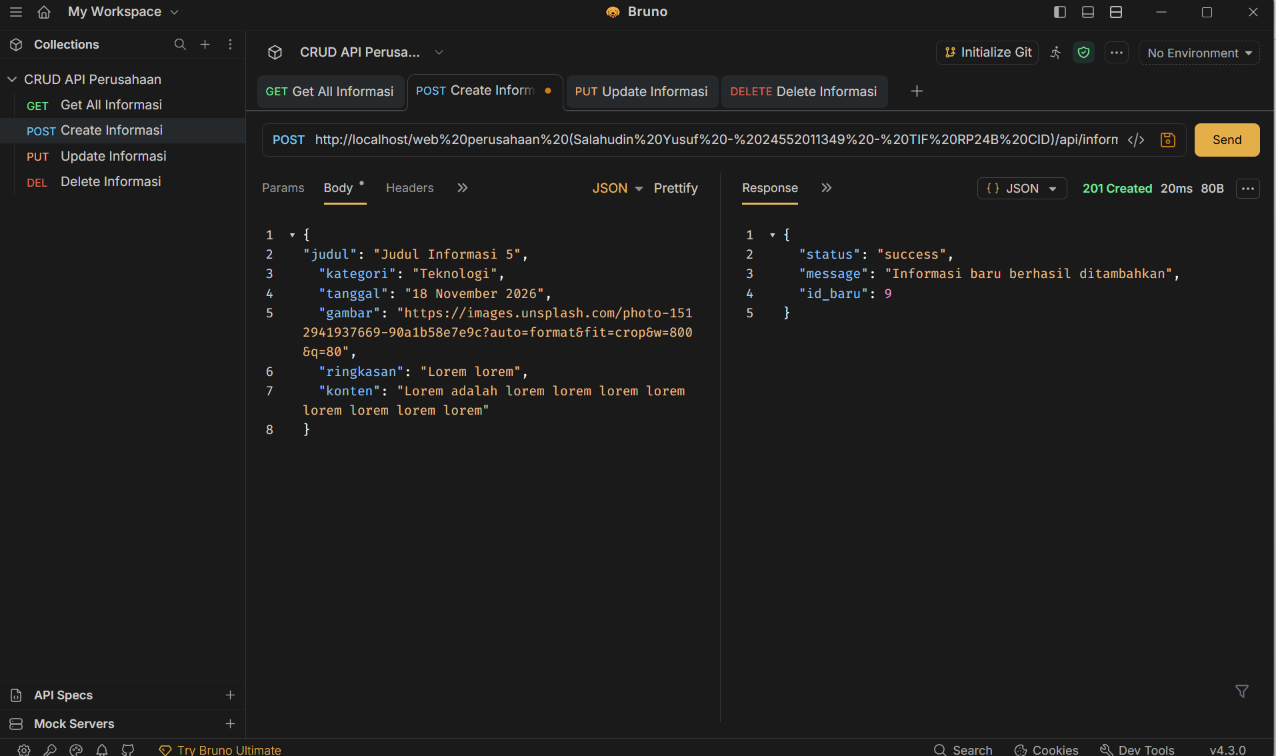 My Workspace
Bruno
Collections
CRUD API Perusahaan
GET Get All Informasi
POST Create Informasi
PUT Update Informasi
DEL Delete Informasi
API Specs
Mock Servers
Try Bruno Ultimate
CRUD API Perusa...
Initialize Git
No Environment
GET Get All Informasi
POST Create Inform
PUT Update Informasi
DELETE Delete Informasi
POST http://localhost/web%20perusahaan%20(Salahudin%20Yusuf%20-%2024552011349%20-%20TIF%20RP24B%20CID)/api/inform
Send
Params Body Headers JSON Prettify
1 {
2 "judul": "Judul Informasi 5",
3 "kategori": "Teknologi",
4 "tanggal": "18 November 2026",
5 "gambar": "https://images.unsplash.com/photo-151
2941937669-90a1b58e7e9c?auto=format&fit=crop&w=800
&q=80",
6 "ringkasan": "Lorem lorem",
7 "konten": "Lorem adalah lorem lorem lorem lorem
lorem lorem lorem lorem"
8 }
Response { } JSON 201 Created 20ms 80B
1 {
2 "status": "success",
3 "message": "Informasi baru berhasil ditambahkan",
4 "id_baru": 9
5 }
Search Cookies Dev Tools v4.3.0